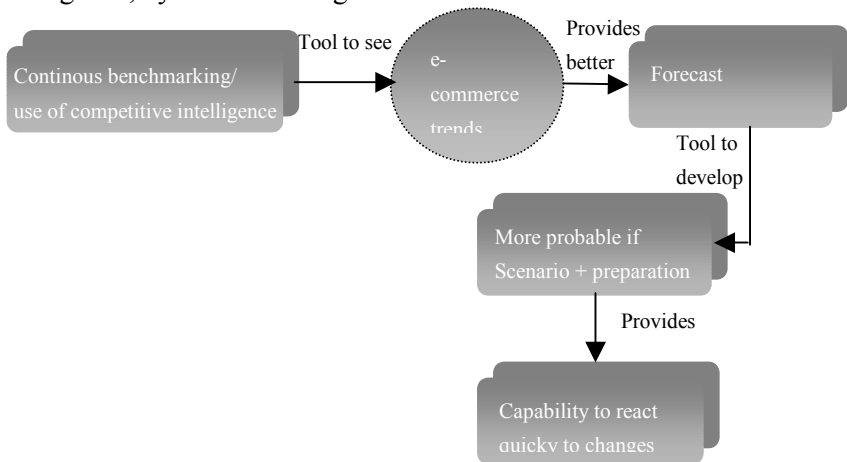 Tool to see
Provides
better
Continous benchmarking/
use of competitive intelligence
e-
commerce
trends
Forecast
Tool to
develop
More probable if
Scenario + preparation
Provides
Capability to react
quicky to changes